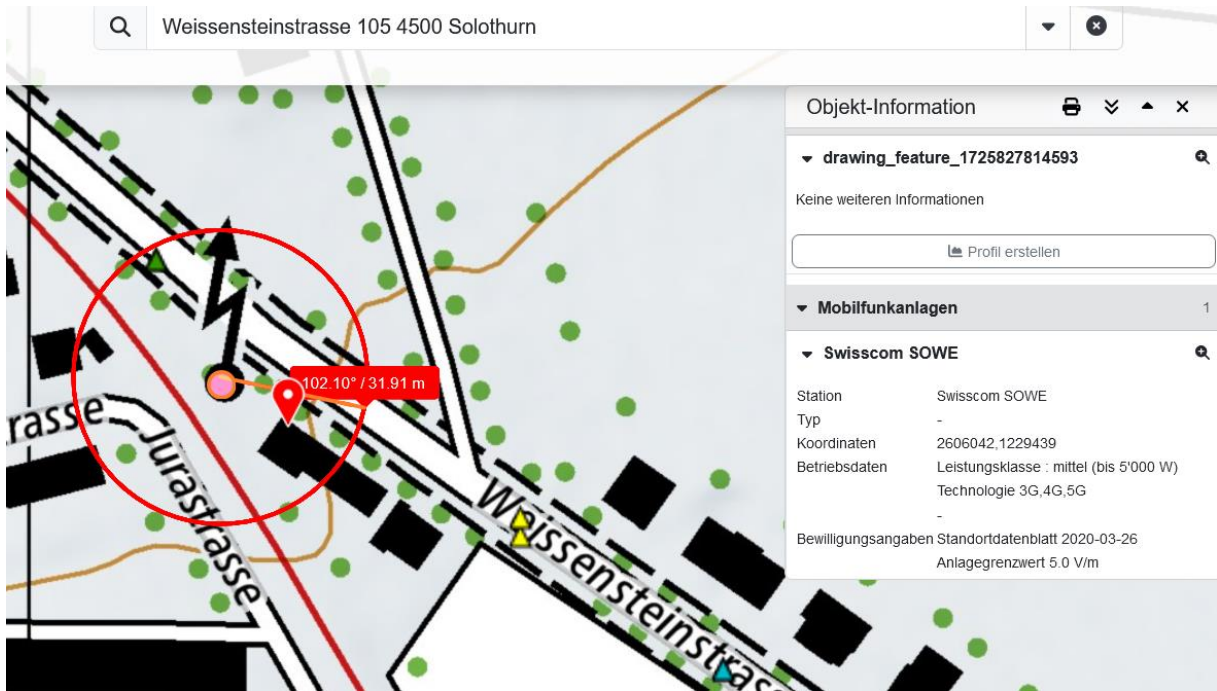 Weissensteinstrasse 105 4500 Solothurn
Objekt-Information
drawing_feature_1725827814593
Keine weiteren Informationen
Profil erstellen
Mobilfunkanlagen 1
Swisscom SOWE
Station Swisscom SOWE
Typ -
Koordinaten 2606042,1229439
Betriebsdaten Leistungsklasse : mittel (bis 5'000 W)
Technologie 3G,4G,5G
-
Bewilligungsangaben Standortdatenblatt 2020-03-26
Anlagegrenzwert 5.0 V/m
102.10° / 31.91 m
rasse
Jurastrasse
Weissensteinstrasse